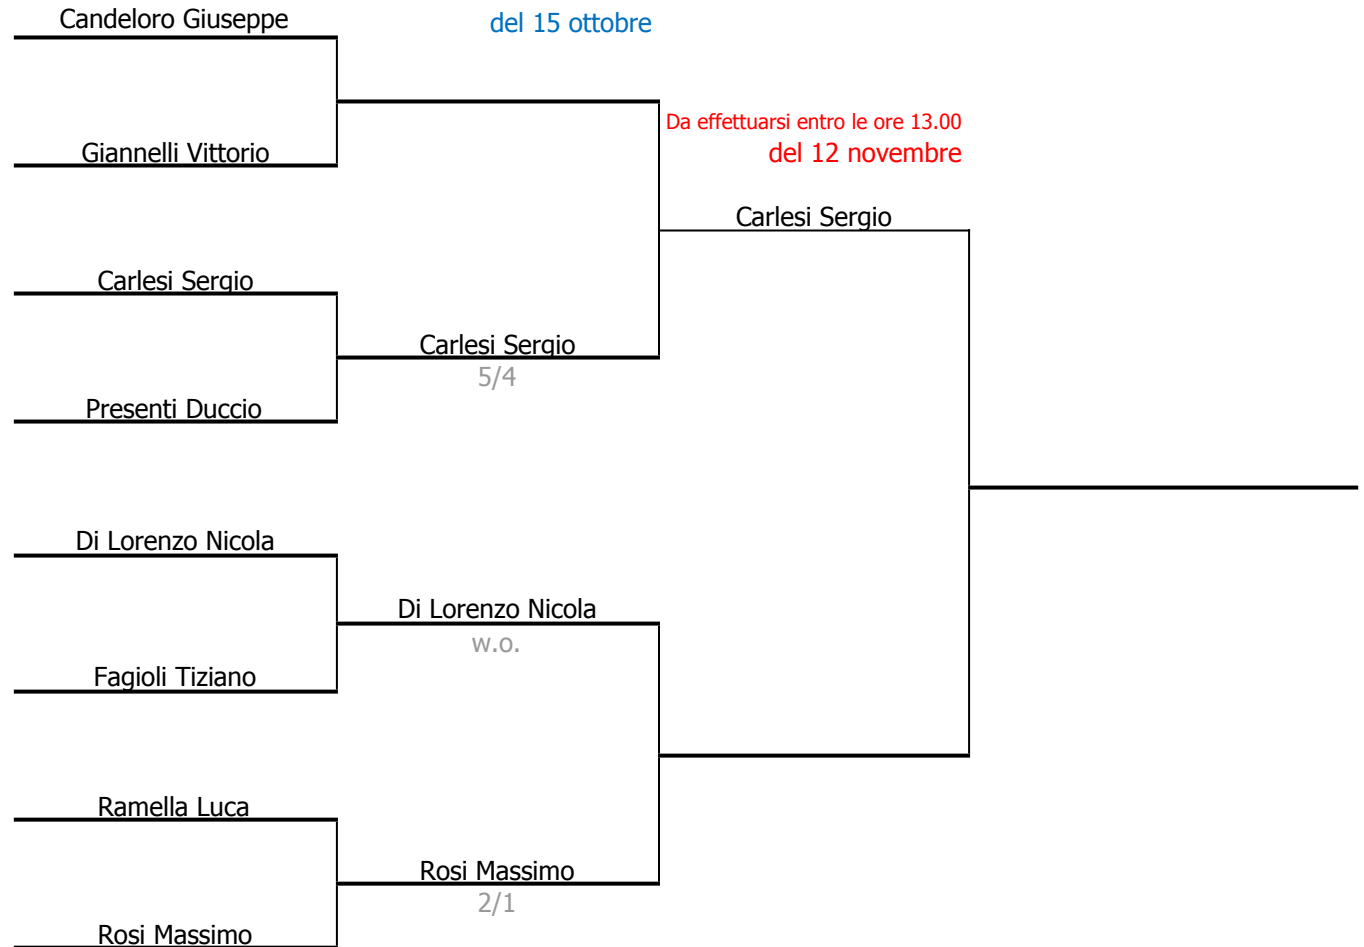 Candeloro Giuseppe
del 15 ottobre
Da effettuarsi entro le ore 13.00
Giannelli Vittorio
del 12 novembre
Carlesi Sergio
Carlesi Sergio
Carlesi Sergio
5/4
Presenti Duccio
Di Lorenzo Nicola
Di Lorenzo Nicola
w.o.
Fagioli Tiziano
Ramella Luca
Rosi Massimo
2/1
Rosi Massimo